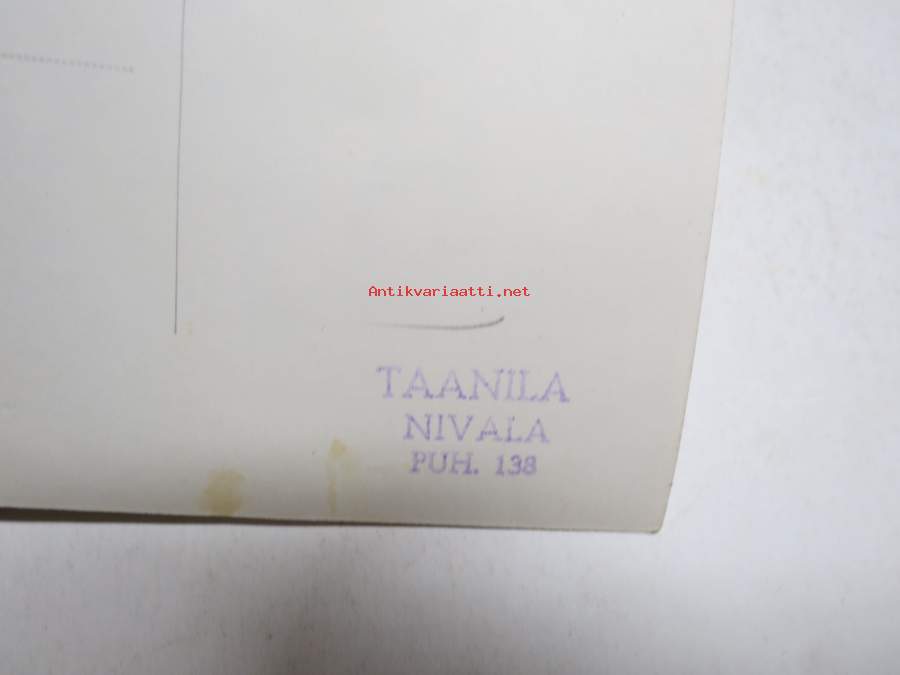 Antikvariaatti.net
TAANILA
NIVALA
PUH. 138